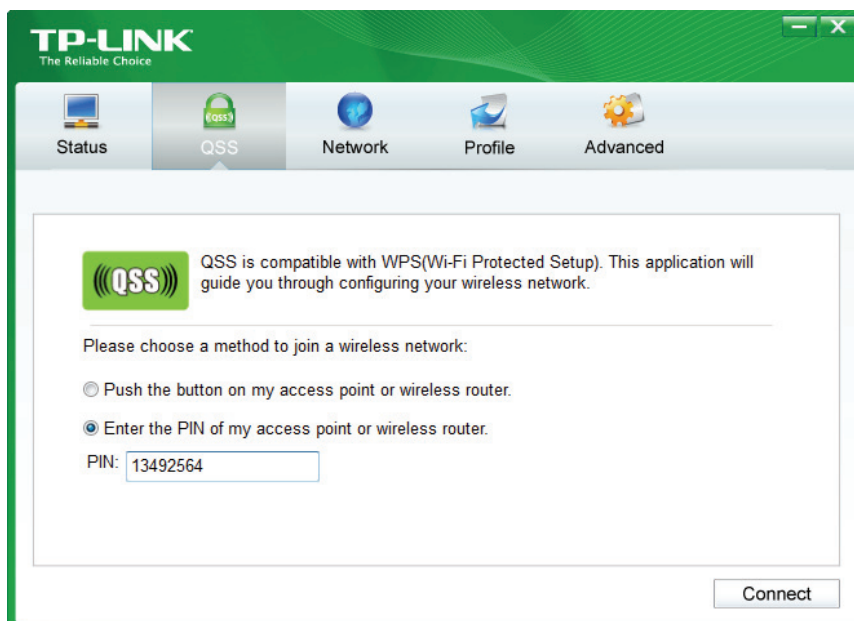 TP-LINK
The Reliable Choice
Status
QSS
QSS
Network
Profile
Advanced
QSS
QSS is compatible with WPS(Wi-Fi Protected Setup). This application will
guide you through configuring your wireless network.
Please choose a method to join a wireless network:
Push the button on my access point or wireless router.
Enter the PIN of my access point or wireless router.
PIN: 13492564
Connect